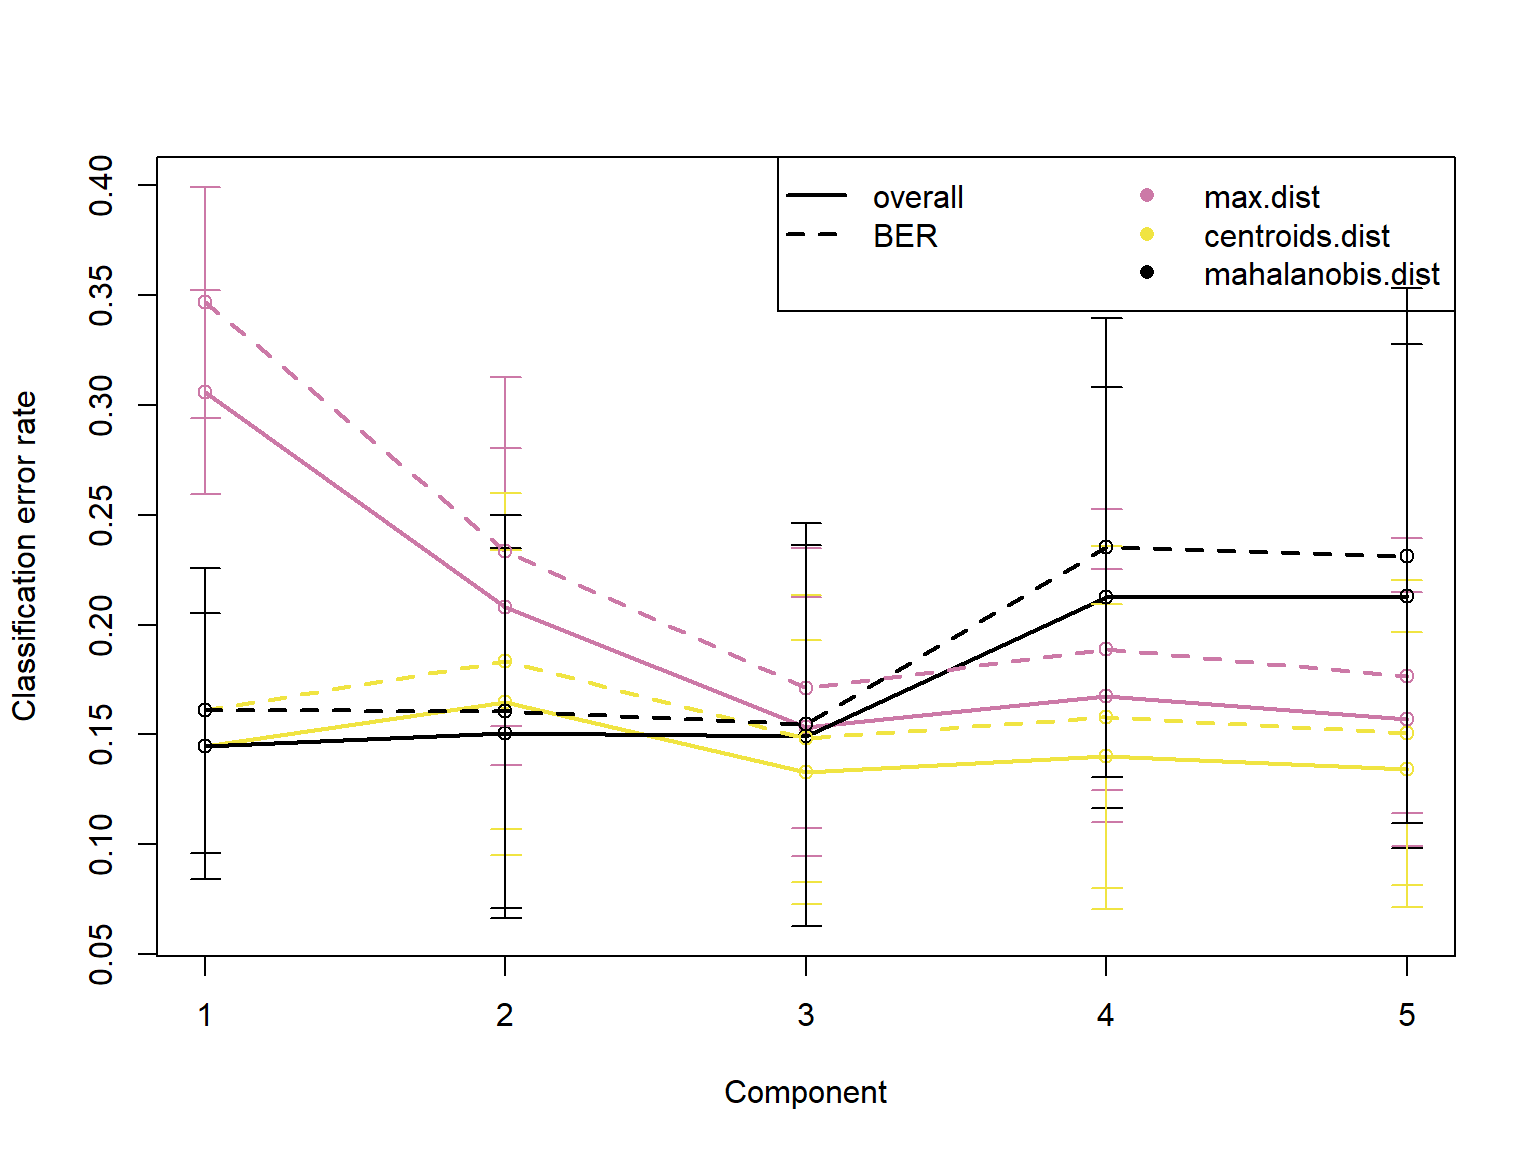 overall
BER
max.dist
centroids.dist
mahalanobis.dist
Classification error rate
0.40
0.35
0.30
0.25
0.20
0.15
0.10
0.05
1 2 3 4 5
Component